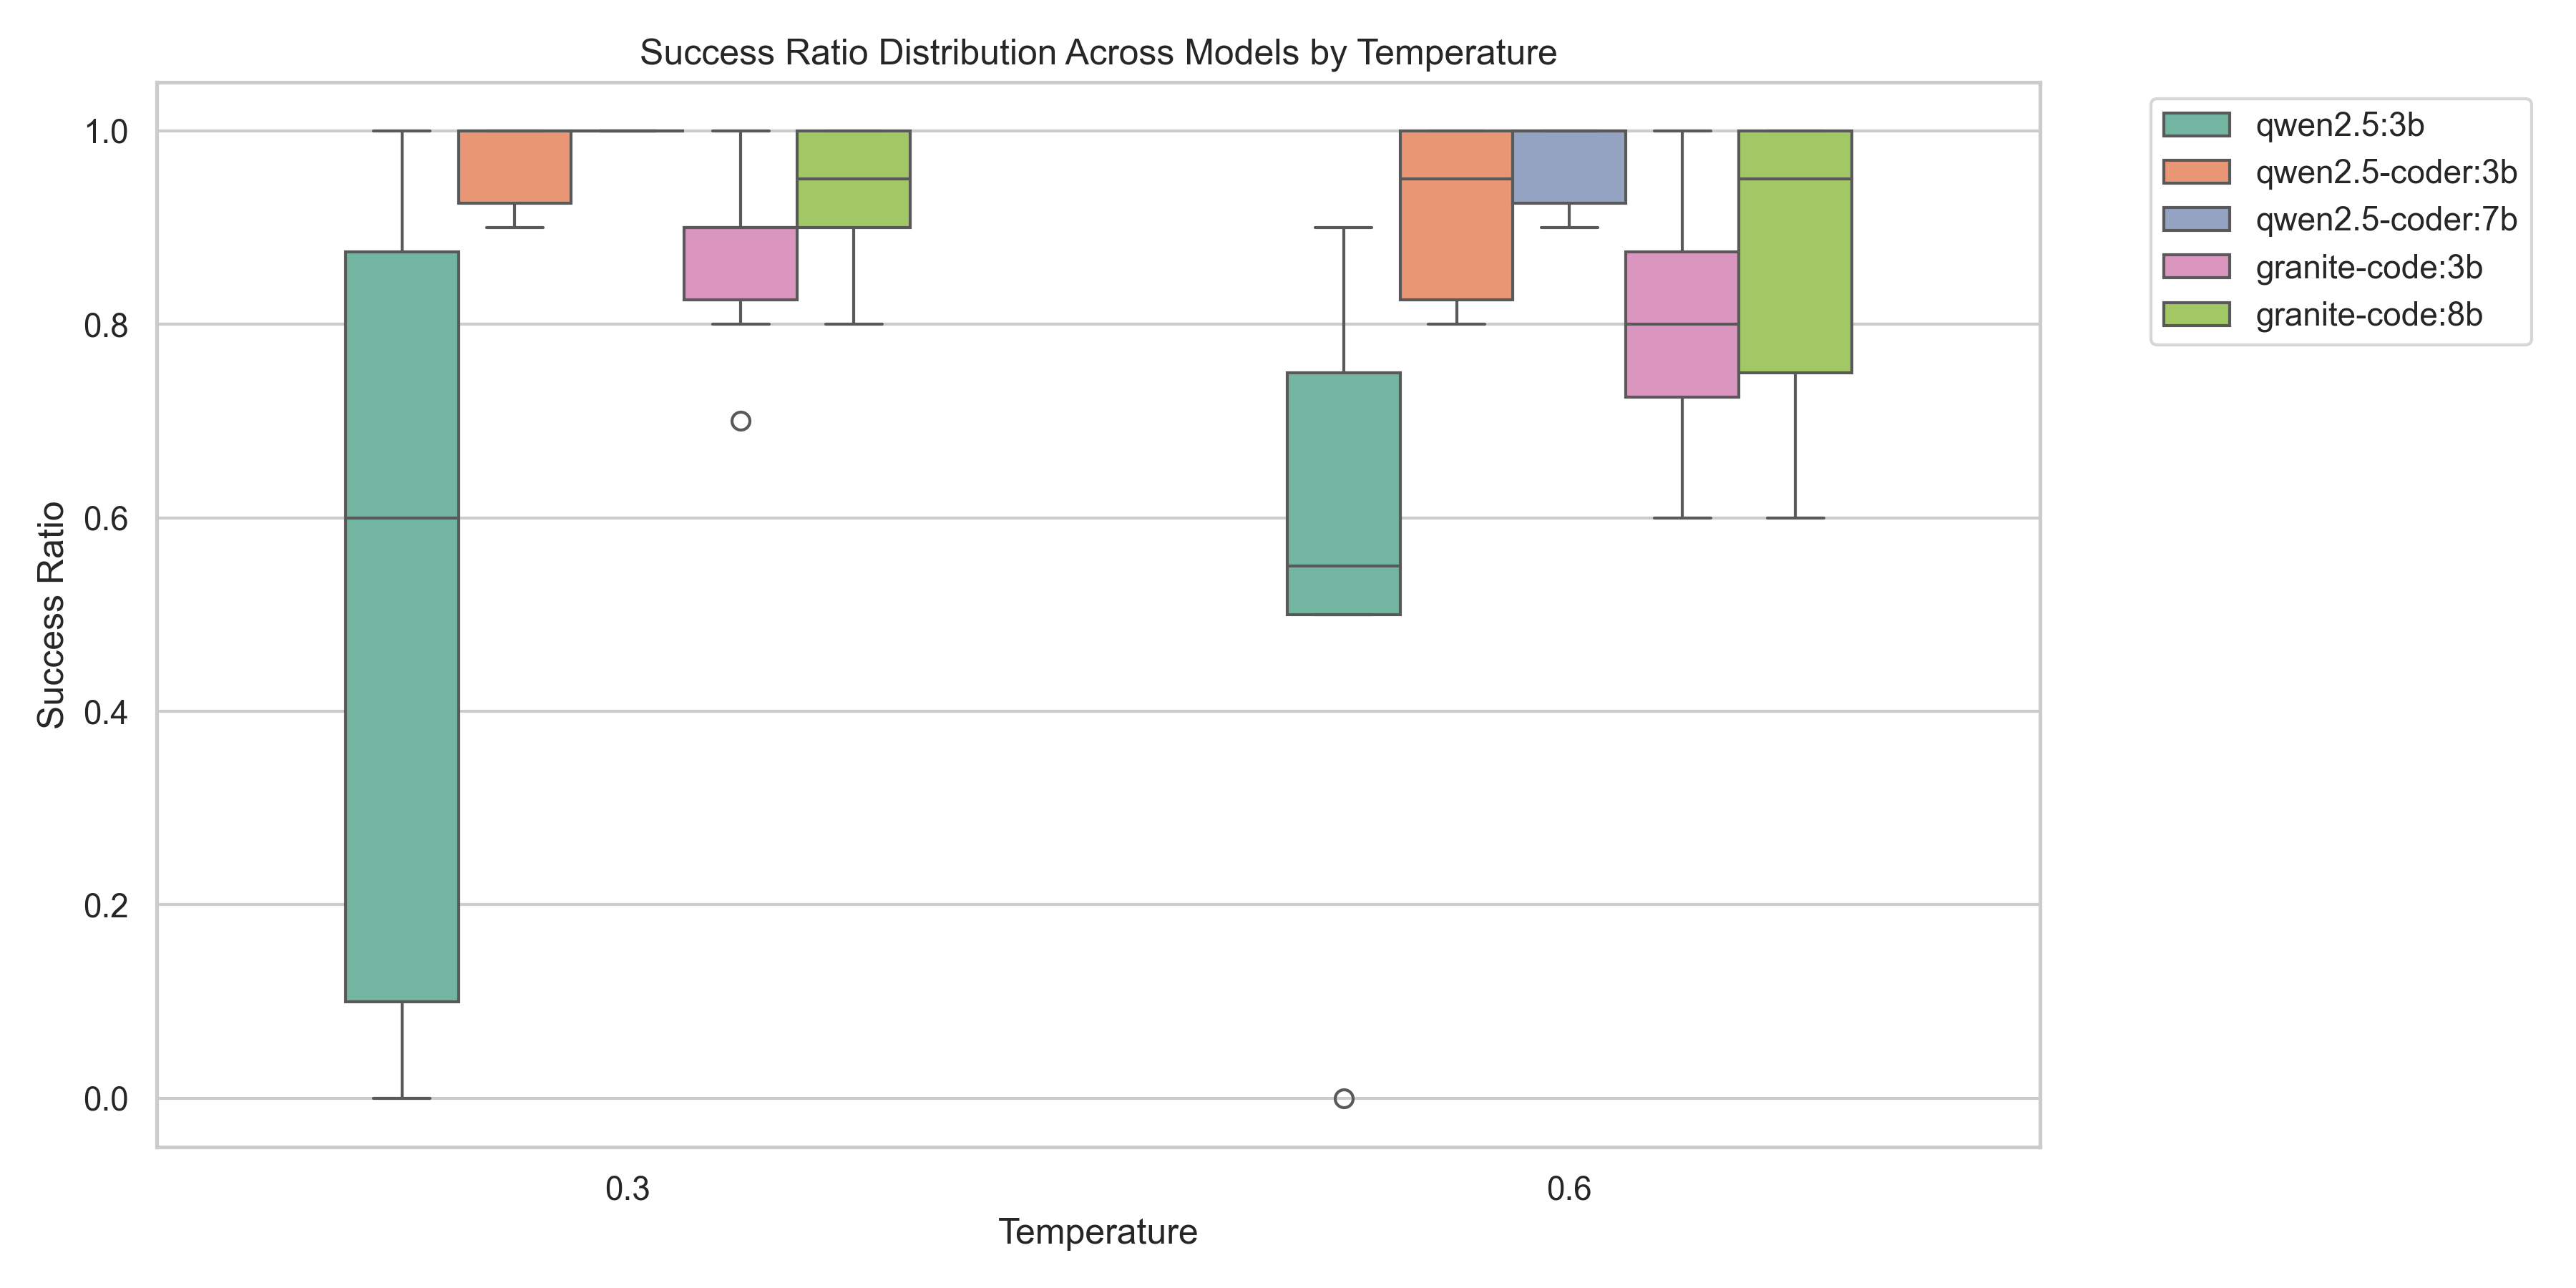 Success Ratio Distribution Across Models by Temperature
1.0
0.8
0.6
0.4
0.2
0.0
Success Ratio
0.3
0.6
Temperature
qwen2.5:3b
qwen2.5-coder:3b
qwen2.5-coder:7b
granite-code:3b
granite-code:8b